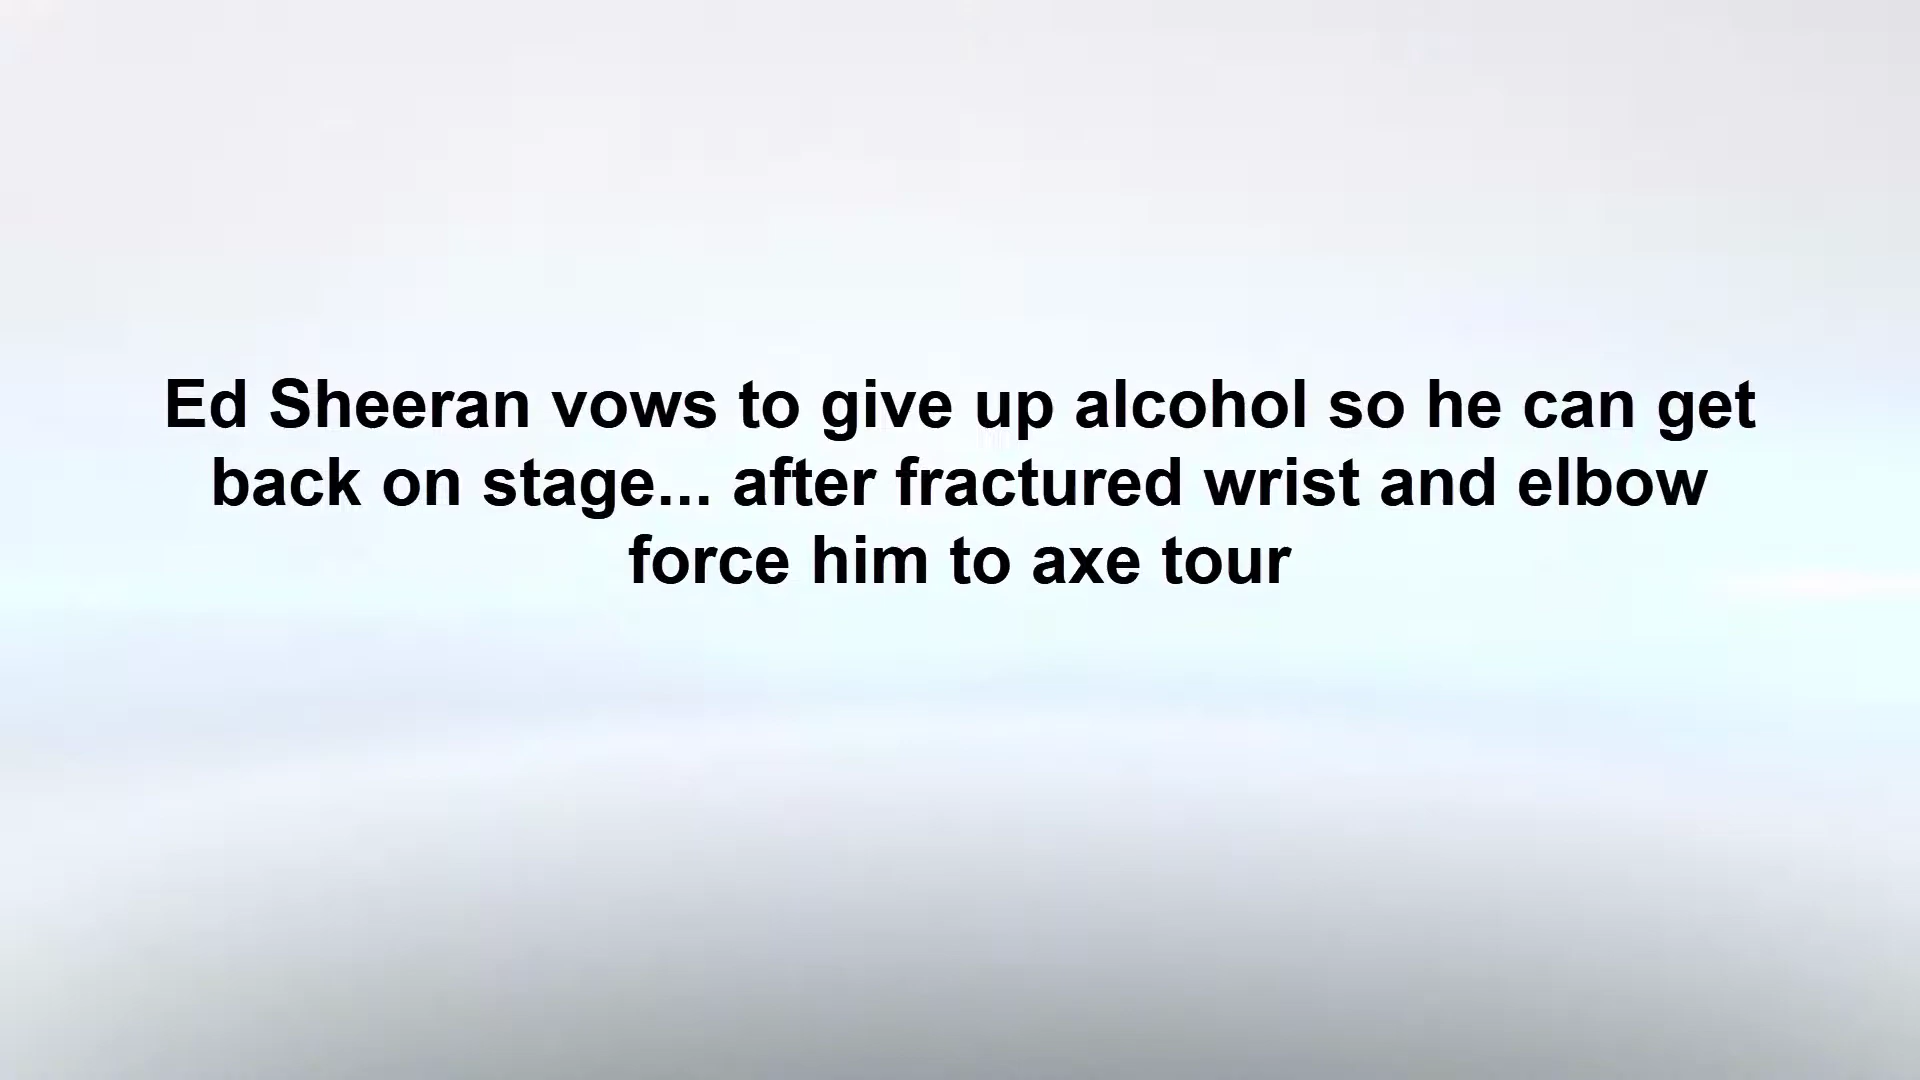 Ed Sheeran vows to give up alcohol so he can get
back on stage... after fractured wrist and elbow
force him to axe tour